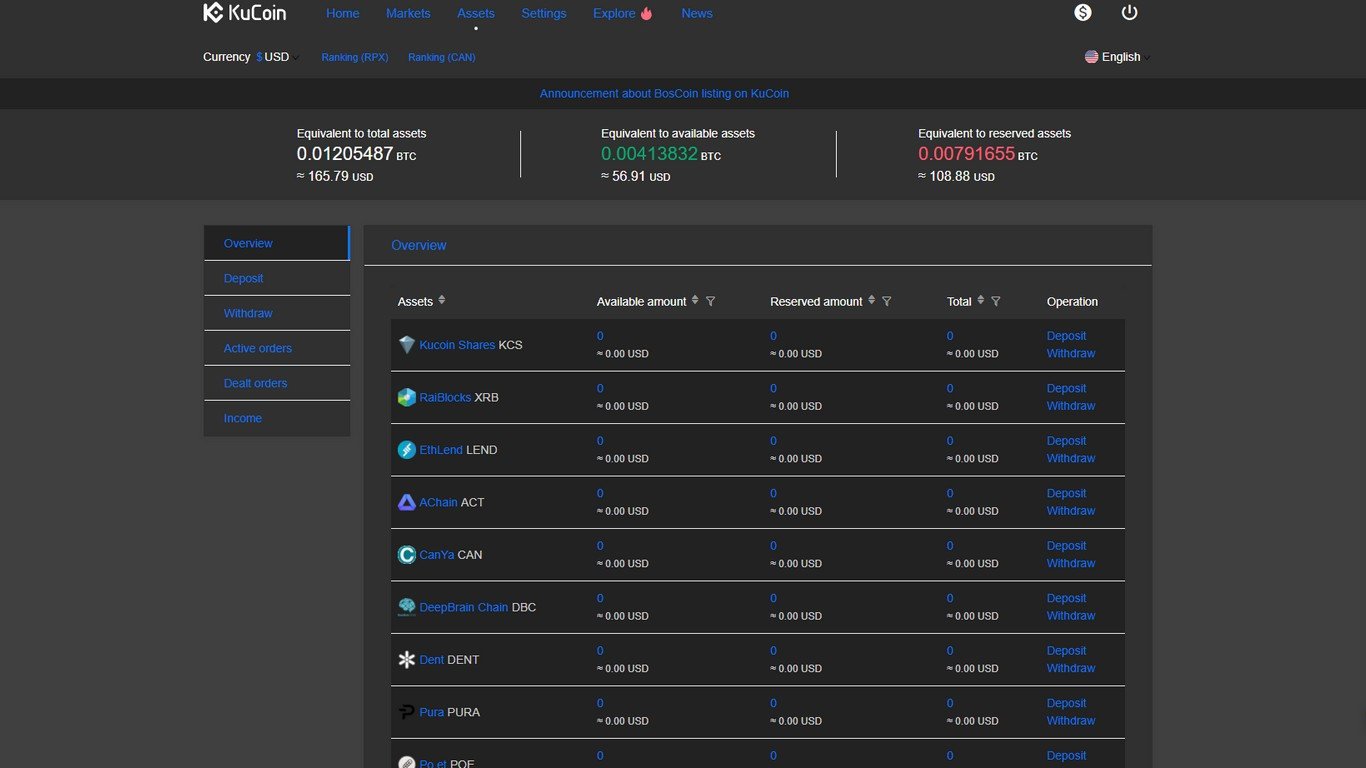 KuCoin Home Markets Assets Settings Explore News
Currency $ USD Ranking (RPX) Ranking (CAN) English
Announcement about BosCoin listing on KuCoin
Equivalent to total assets Equivalent to available assets Equivalent to reserved assets
0.01205487 BTC 0.00413832 BTC 0.00791655 BTC
≈ 165.79 USD ≈ 56.91 USD ≈ 108.88 USD
Overview
Deposit
Withdraw
Active orders
Dealt orders
Income
Overview
Assets Available amount Reserved amount Total Operation
Kucoin Shares KCS 0 0 0 Deposit
≈ 0.00 USD ≈ 0.00 USD ≈ 0.00 USD Withdraw
RaiBlocks XRB 0 0 0 Deposit
≈ 0.00 USD ≈ 0.00 USD ≈ 0.00 USD Withdraw
EthLend LEND 0 0 0 Deposit
≈ 0.00 USD ≈ 0.00 USD ≈ 0.00 USD Withdraw
AChain ACT 0 0 0 Deposit
≈ 0.00 USD ≈ 0.00 USD ≈ 0.00 USD Withdraw
CanYa CAN 0 0 0 Deposit
≈ 0.00 USD ≈ 0.00 USD ≈ 0.00 USD Withdraw
DeepBrain Chain DBC 0 0 0 Deposit
≈ 0.00 USD ≈ 0.00 USD ≈ 0.00 USD Withdraw
Dent DENT 0 0 0 Deposit
≈ 0.00 USD ≈ 0.00 USD ≈ 0.00 USD Withdraw
Pura PURA 0 0 0 Deposit
≈ 0.00 USD ≈ 0.00 USD ≈ 0.00 USD Withdraw
Po.et POE 0 0 0 Deposit